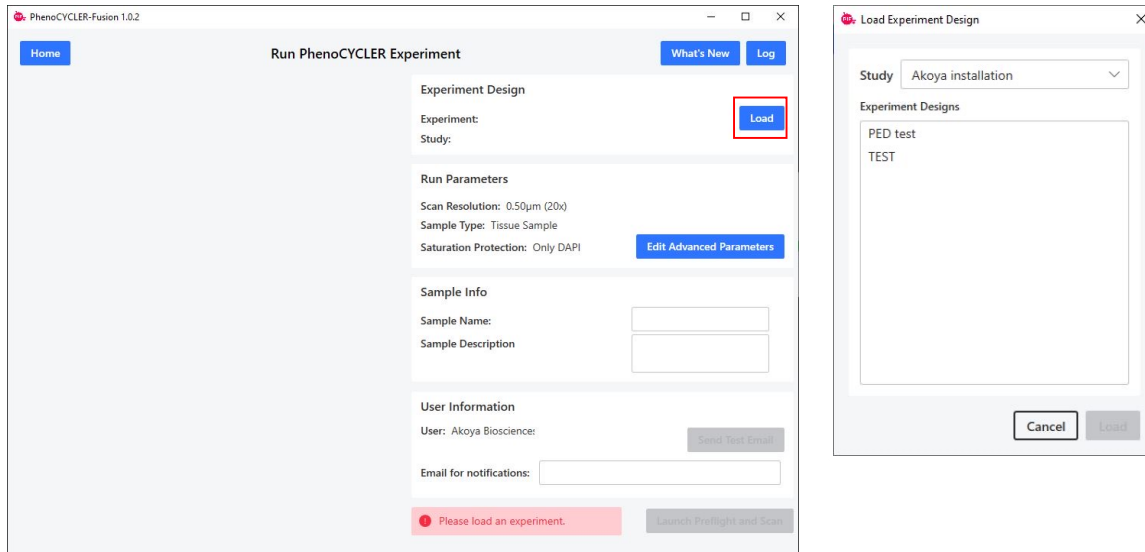 PhenoCYCLER-Fusion 1.0.2
Home
Run PhenoCYCLER Experiment
What's New
Log
Experiment Design
Experiment:
Load
Study:
Run Parameters
Scan Resolution: 0.50µm (20x)
Sample Type: Tissue Sample
Saturation Protection: Only DAPI
Edit Advanced Parameters
Sample Info
Sample Name:
Sample Description
User Information
User: Akoya Bioscience:
Send Test Email
Email for notifications:
Please load an experiment.
Launch Preflight and Scan
Load Experiment Design
Study Akoya installation
Experiment Designs
PED test
TEST
Cancel
Load